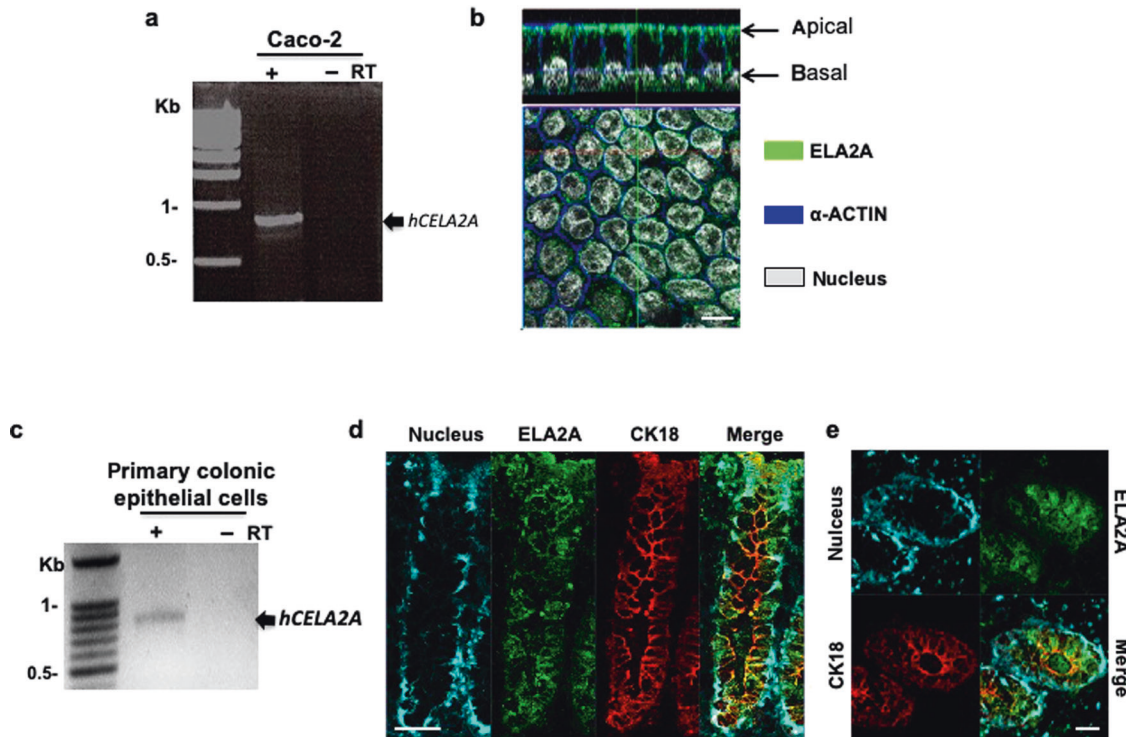 a
Caco-2
+ – RT
Kb
1-
0.5-
hCELA2A
b
Apical
Basal
ELA2A
α-ACTIN
Nucleus
c
Primary colonic
epithelial cells
+ – RT
Kb
1-
0.5-
hCELA2A
d
Nucleus ELA2A CK18 Merge
e
Nulceus
ELA2A
CK18
Merge